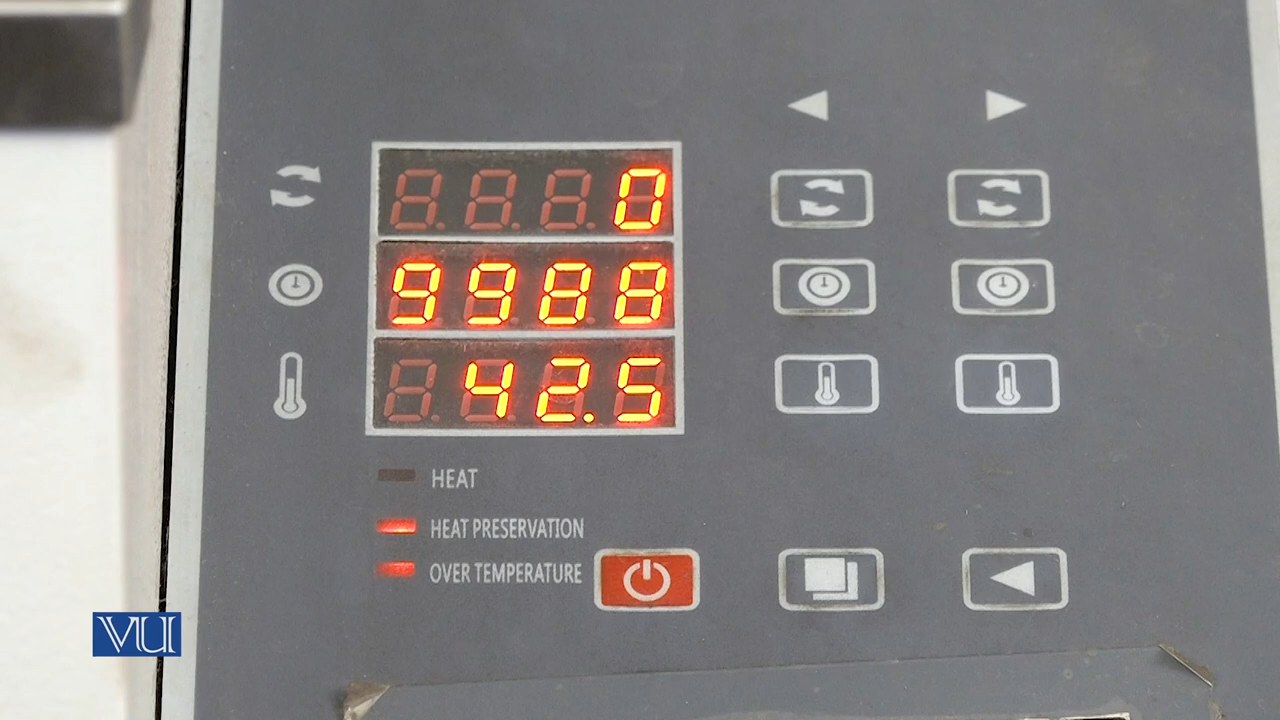 0
9988
42.5
HEAT
HEAT PRESERVATION
OVER TEMPERATURE
VU